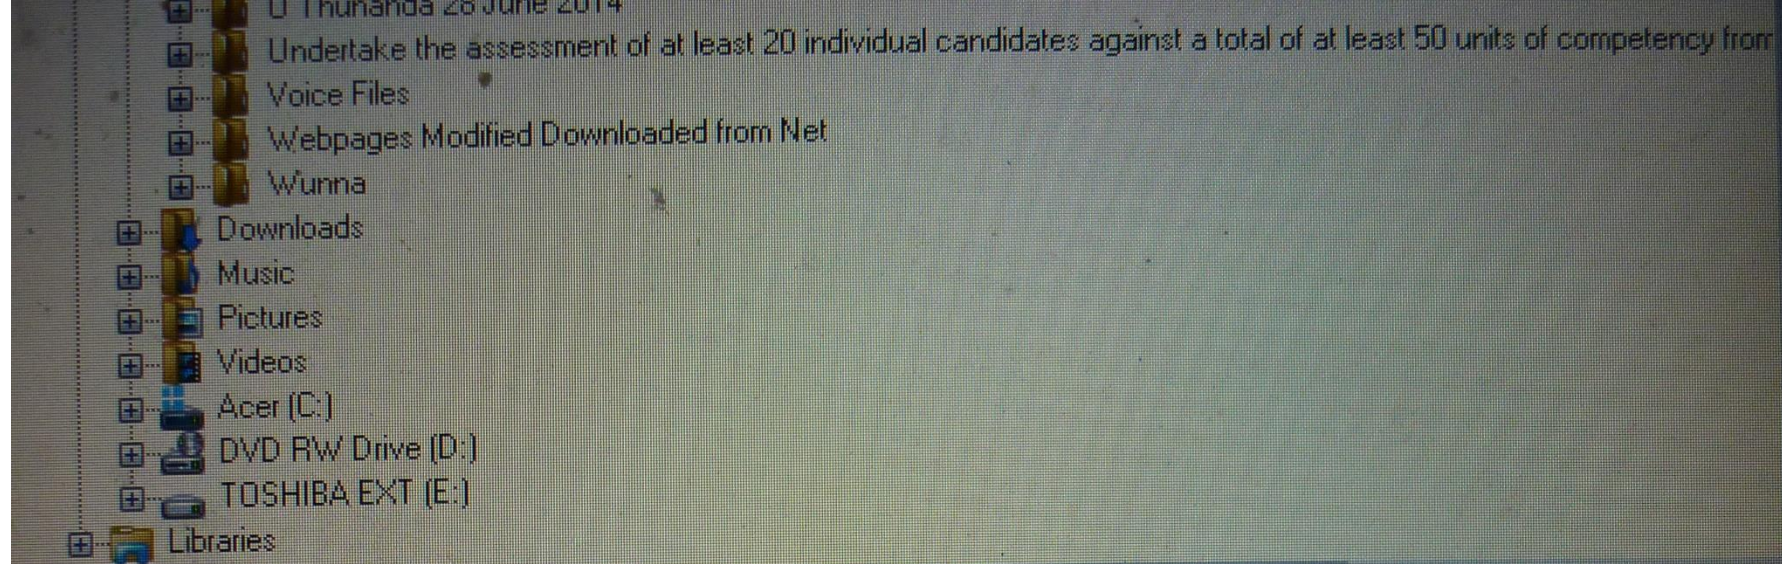 U Thunanda 28 June 2014
Undertake the assessment of at least 20 individual candidates against a total of at least 50 units of competency from
Voice Files
Webpages Modified Downloaded from Net
Wunna
Downloads
Music
Pictures
Videos
Acer (C:)
DVD RW Drive (D:)
TOSHIBA EXT (E:)
Libraries